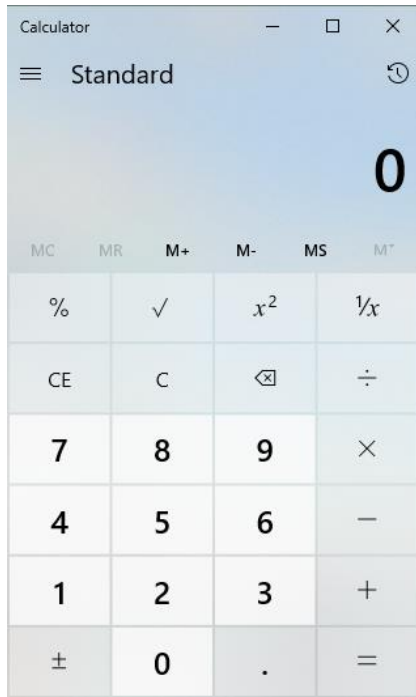 Calculator
Standard
0
MC MR M+ M- MS M˅
% √ x² ¹/x
CE C ⌫ ÷
7 8 9 ×
4 5 6 −
1 2 3 +
± 0 . =